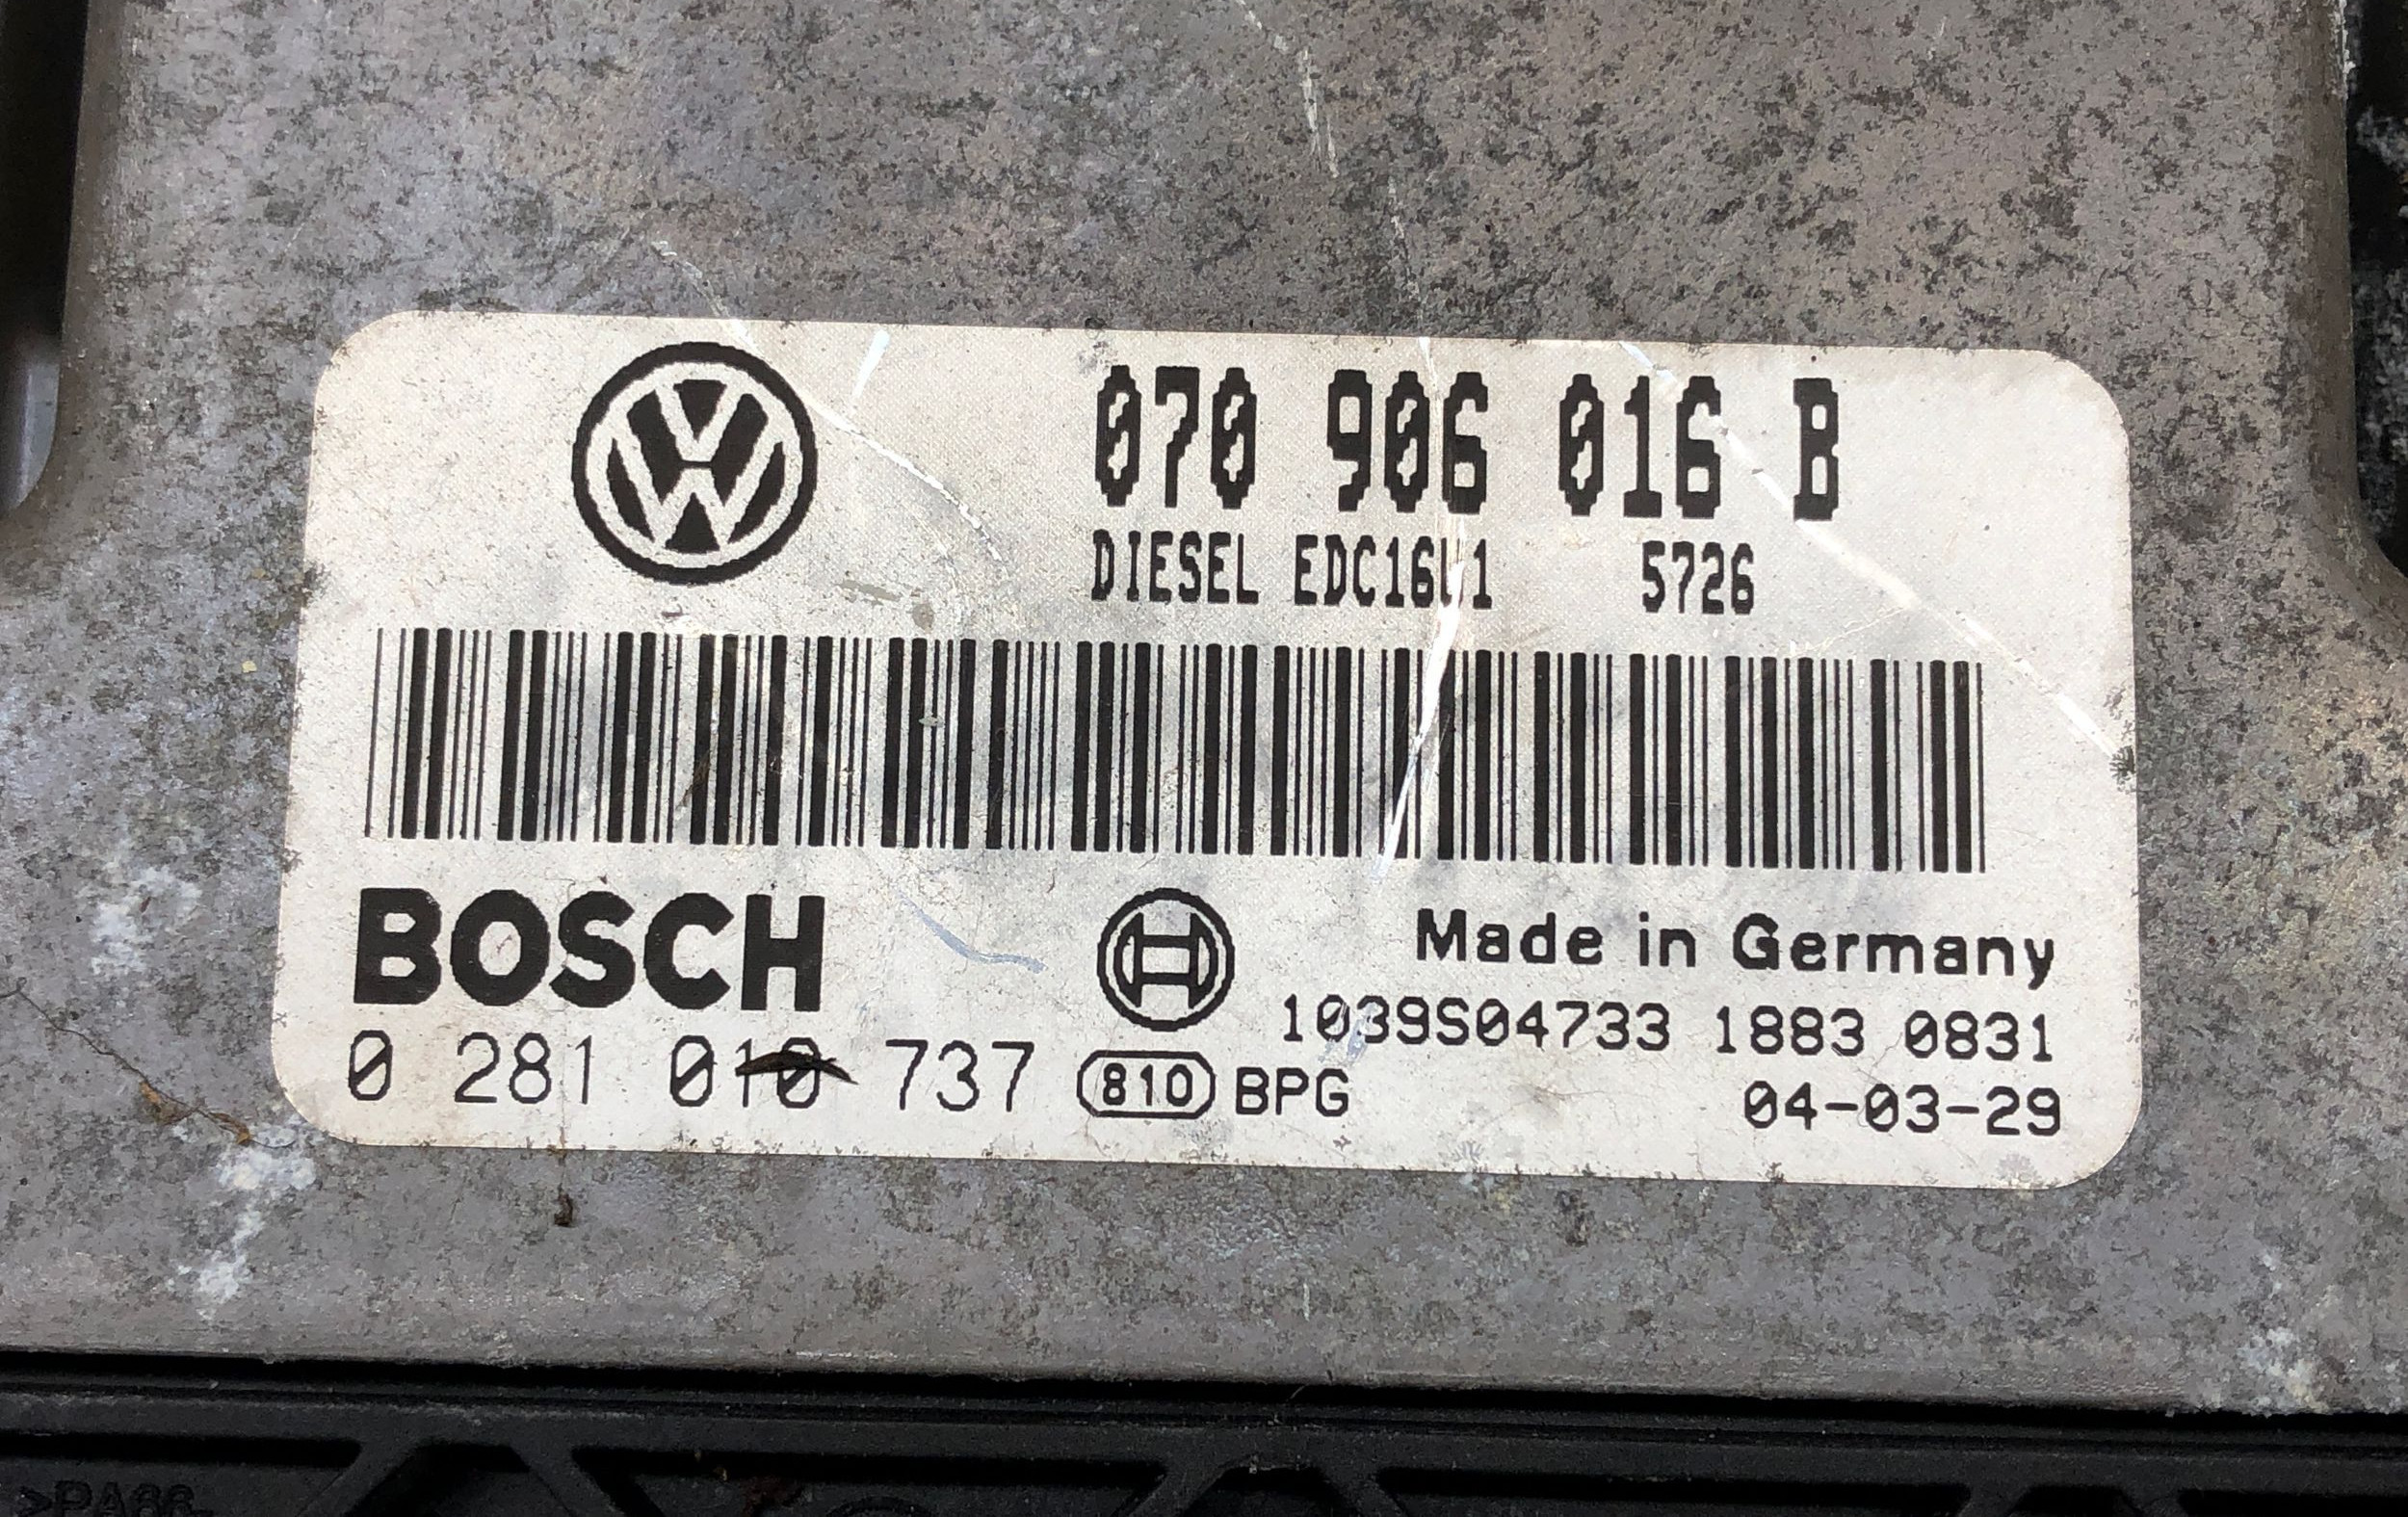 070 906 016 B
DIESEL EDC16U1 5726
BOSCH
Made in Germany
1039S04733 1883 0831
0 281 010 737 810 BPG
04-03-29
>PA66-